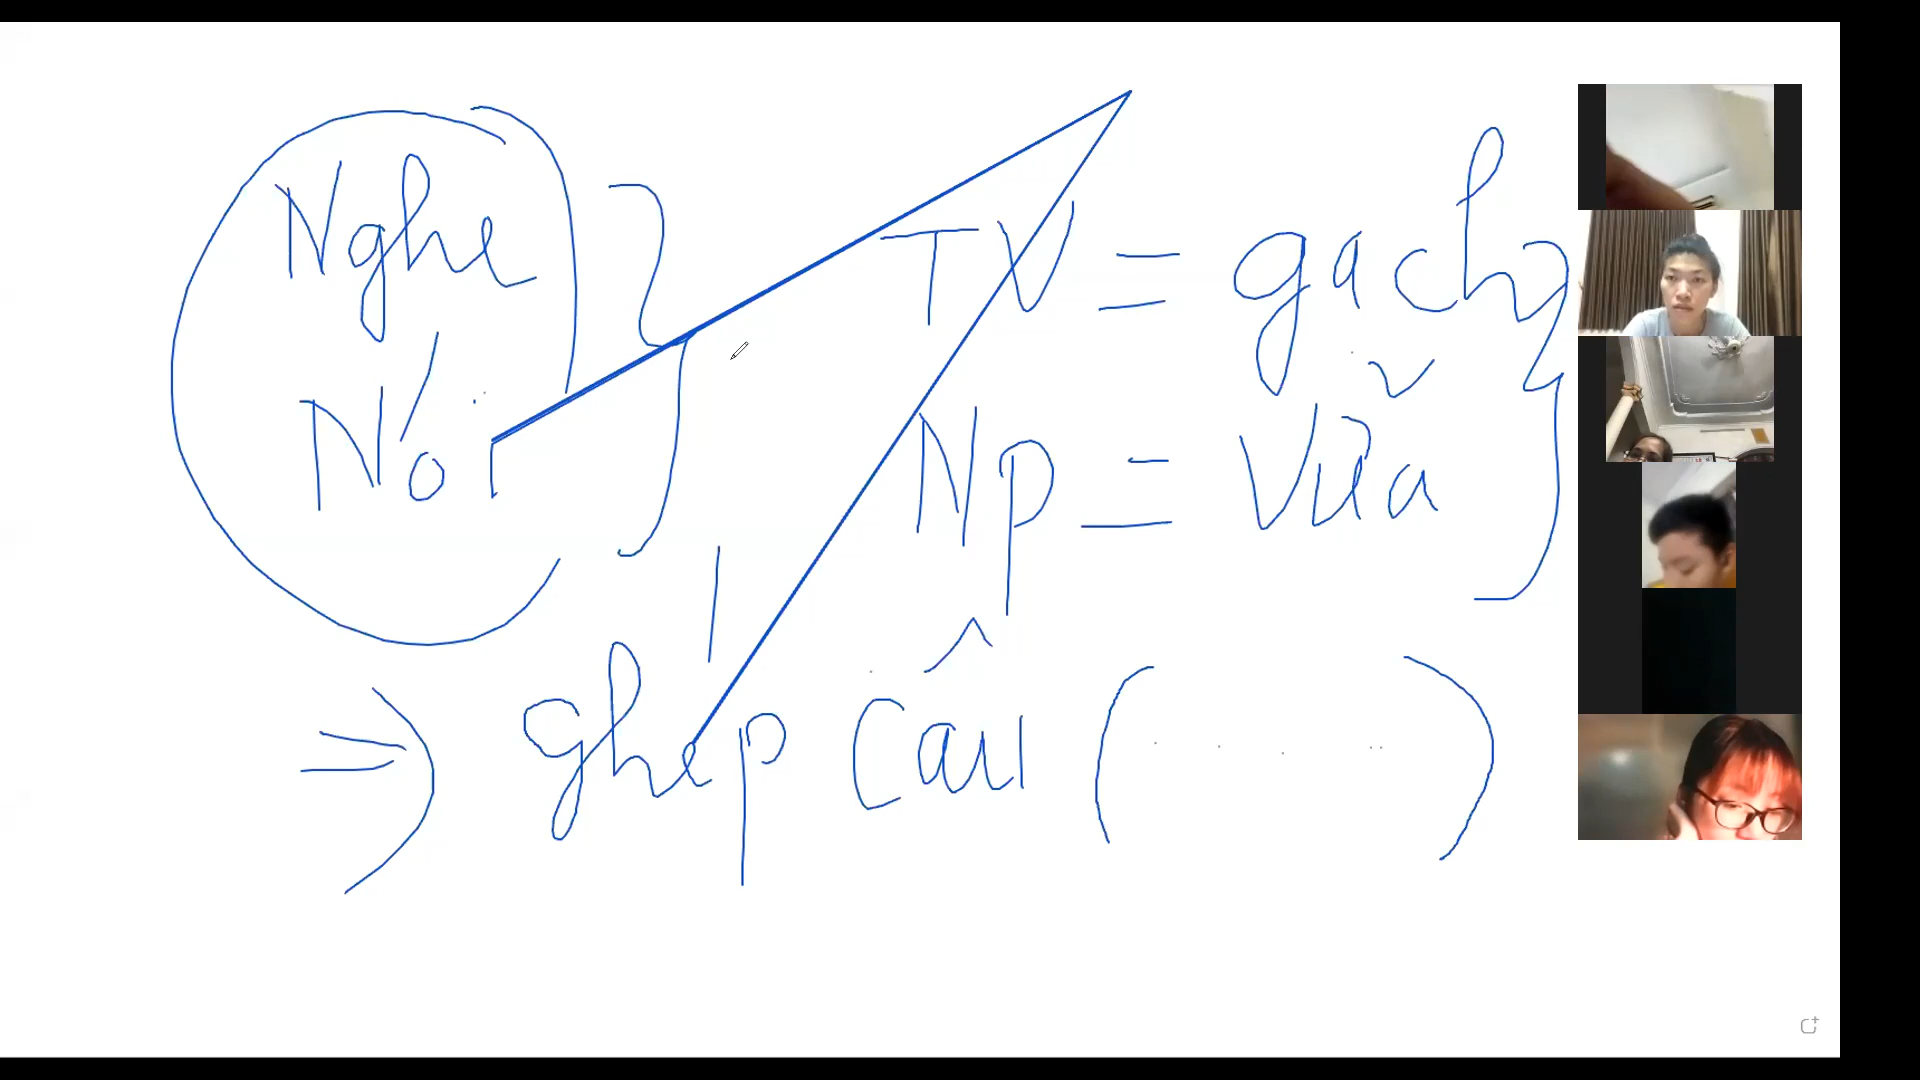 Nghe
TV = gạch
Nói
Np = Vữa
=> ghép câu (.....)